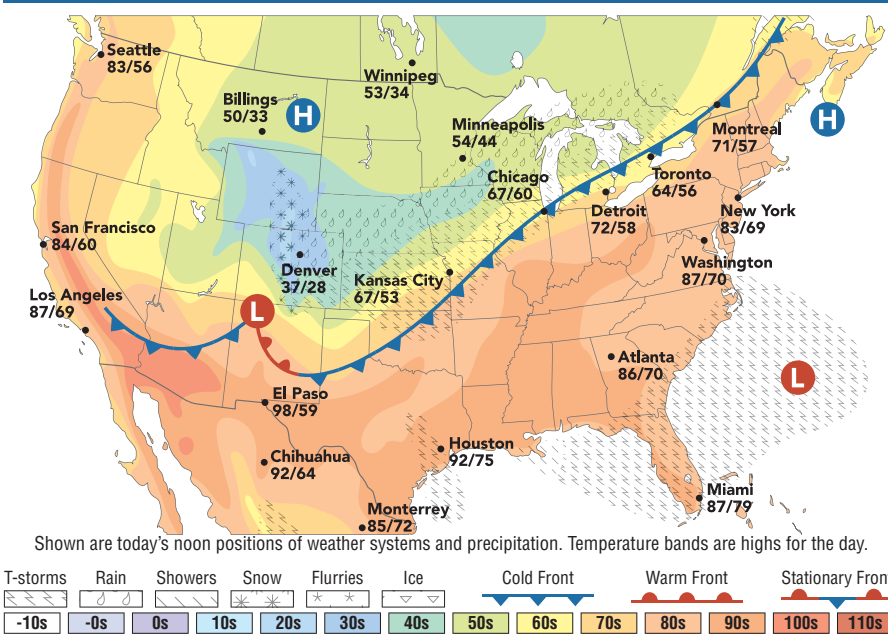 Seattle
83/56
Winnipeg
53/34
Billings
50/33
H
Minneapolis
54/44
H
Montreal
71/57
Chicago
67/60
Toronto
64/56
Detroit
72/58
New York
83/69
San Francisco
84/60
Washington
87/70
Denver
37/28
Kansas City
67/53
Los Angeles
87/69
L
Atlanta
86/70
L
El Paso
98/59
Houston
92/75
Chihuahua
92/64
Miami
87/79
Monterrey
85/72
Shown are today's noon positions of weather systems and precipitation. Temperature bands are highs for the day.
T-storms Rain Showers Snow Flurries Ice Cold Front Warm Front Stationary Fron
-10s -0s 0s 10s 20s 30s 40s 50s 60s 70s 80s 90s 100s 110s